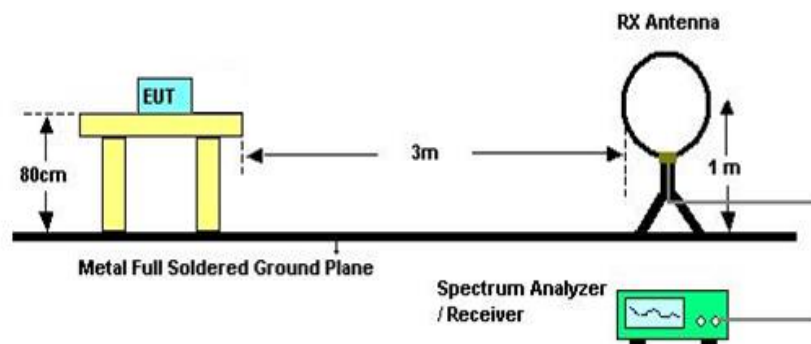 RX Antenna
EUT
3m
80cm
1 m
Metal Full Soldered Ground Plane
Spectrum Analyzer
/ Receiver